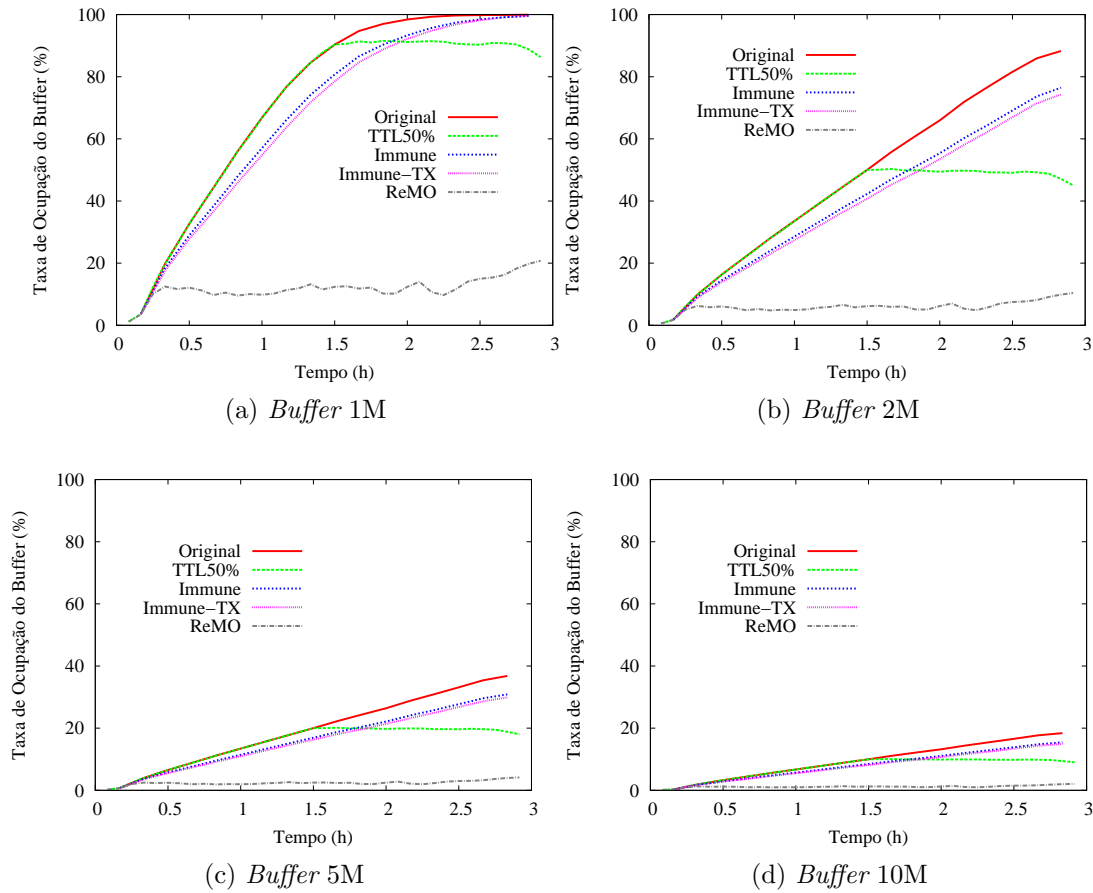 Taxa de Ocupação do Buffer (%)
100
80
60
40
20
0
Original
TTL50%
Immune
Immune−TX
ReMO
0 0.5 1 1.5 2 2.5 3
Tempo (h)
(a) Buffer 1M
Taxa de Ocupação do Buffer (%)
100
80
60
40
20
0
Original
TTL50%
Immune
Immune−TX
ReMO
0 0.5 1 1.5 2 2.5 3
Tempo (h)
(b) Buffer 2M
Taxa de Ocupação do Buffer (%)
100
80
60
40
20
0
Original
TTL50%
Immune
Immune−TX
ReMO
0 0.5 1 1.5 2 2.5 3
Tempo (h)
(c) Buffer 5M
Taxa de Ocupação do Buffer (%)
100
80
60
40
20
0
Original
TTL50%
Immune
Immune−TX
ReMO
0 0.5 1 1.5 2 2.5 3
Tempo (h)
(d) Buffer 10M